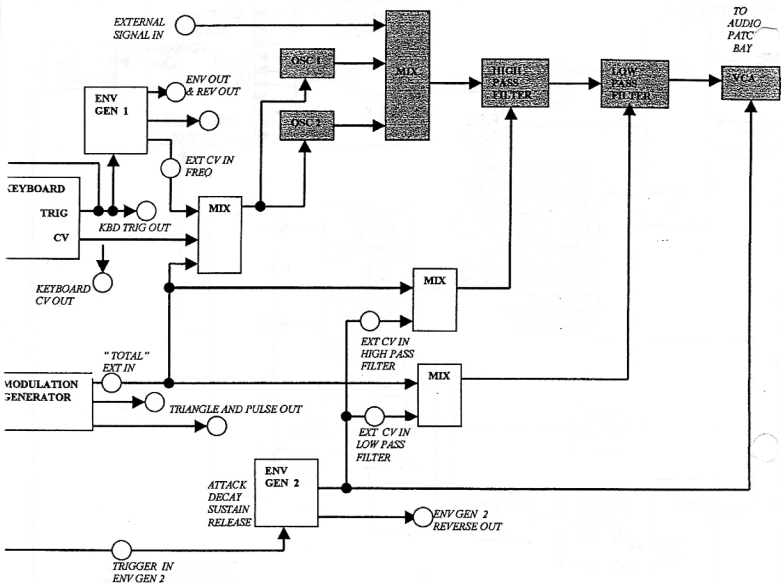 EXTERNAL
SIGNAL IN
TO
AUDIO
PATC
BAY
OSC 1
MIX
HIGH
PASS
FILTER
LOW
PASS
FILTER
VCA
ENV
GEN 1
ENV OUT
& REV OUT
OSC 2
EXT CV IN
FREQ
KEYBOARD
TRIG
CV
MIX
KBD TRIG OUT
KEYBOARD
CV OUT
MIX
EXT CV IN
HIGH PASS
FILTER
"TOTAL"
EXT IN
MIX
MODULATION
GENERATOR
TRIANGLE AND PULSE OUT
EXT CV IN
LOW PASS
FILTER
ENV
GEN 2
ATTACK
DECAY
SUSTAIN
RELEASE
ENV GEN 2
REVERSE OUT
TRIGGER IN
ENV GEN 2